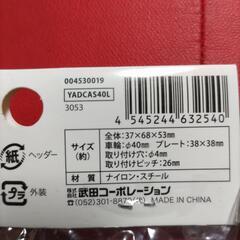 004530019
YADCAS40L
3053
4 545244 632540
サイズ
(約)
全体:37×68×53mm
車輪:φ40mm プレート:38×38mm
取り付け穴:φ4mm
取り付けピッチ:26mm
材質 ナイロン・スチール
紙 ヘッダー
プラ 外装
株式会社 武田コーポレーション
MADE IN CHINA